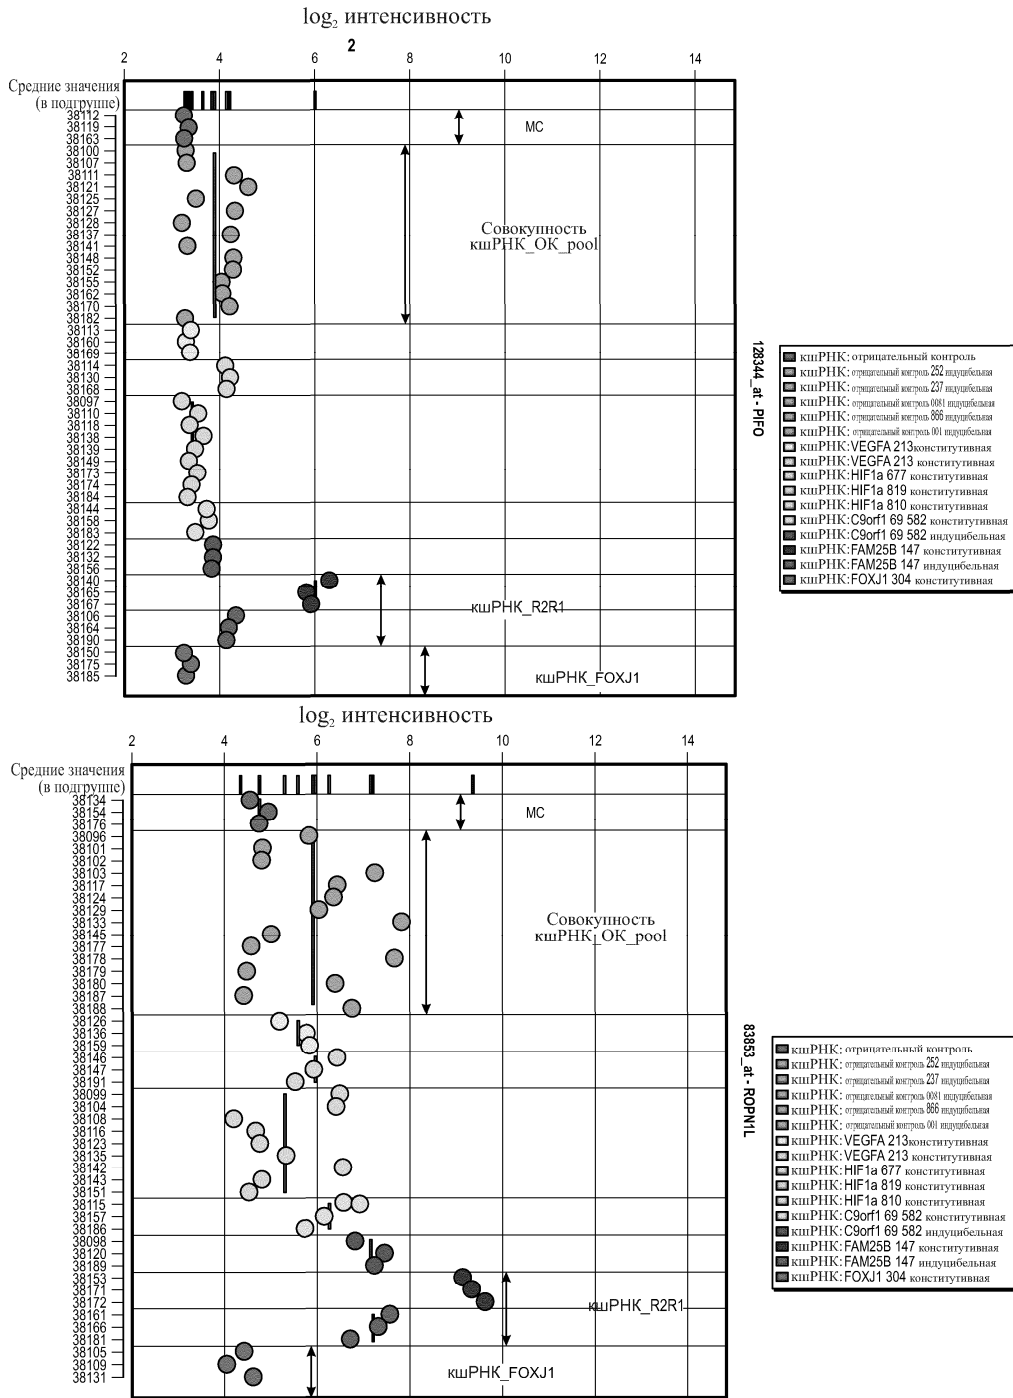 log₂ интенсивность
2
2 4 6 8 10 12 14
Средние значения
(в подгруппе)
38112
38119
38163
38100
38107
38111
38121
38125
38127
38128
38137
38141
38148
38152
38155
38162
38170
38182
38113
38160
38169
38114
38130
38168
38097
38110
38118
38138
38139
38149
38173
38174
38184
38144
38158
38183
38122
38132
38156
38140
38165
38167
38106
38164
38190
38150
38175
38185
МС
Совокупность
кшРНК_OK_pool
кшРНК_R2R1
кшРНК_FOXJ1
128344_at - PIFO
кшРНК: отрицательный контроль
кшРНК: отрицательный контроль 252 индуцибельная
кшРНК: отрицательный контроль 237 индуцибельная
кшРНК: отрицательный контроль 0081 индуцибельная
кшРНК: отрицательный контроль 866 индуцибельная
кшРНК: отрицательный контроль 001 индуцибельная
кшРНК: VEGFA 213 конститутивная
кшРНК: VEGFA 213 конститутивная
кшРНК: HIF1a 677 конститутивная
кшРНК: HIF1a 819 конститутивная
кшРНК: HIF1a 810 конститутивная
кшРНК: C9orf1 69 582 конститутивная
кшРНК: C9orf1 69 582 индуцибельная
кшРНК: FAM25B 147 конститутивная
кшРНК: FAM25B 147 индуцибельная
кшРНК: FOXJ1 304 конститутивная
log₂ интенсивность
2 4 6 8 10 12 14
Средние значения
(в подгруппе)
38134
38154
38176
38096
38101
38102
38103
38117
38124
38129
38133
38145
38177
38178
38179
38180
38187
38188
38126
38136
38159
38146
38147
38191
38099
38104
38108
38116
38123
38135
38142
38143
38151
38115
38157
38186
38098
38120
38189
38153
38171
38172
38161
38166
38181
38105
38109
38131
МС
Совокупность
кшРНК_OK_pool
кшРНК_R2R1
кшРНК_FOXJ1
83853_at - ROPN1L
кшРНК: отрицательный контроль
кшРНК: отрицательный контроль 252 индуцибельная
кшРНК: отрицательный контроль 237 индуцибельная
кшРНК: отрицательный контроль 0081 индуцибельная
кшРНК: отрицательный контроль 866 индуцибельная
кшРНК: отрицательный контроль 001 индуцибельная
кшРНК: VEGFA 213 конститутивная
кшРНК: VEGFA 213 конститутивная
кшРНК: HIF1a 677 конститутивная
кшРНК: HIF1a 819 конститутивная
кшРНК: HIF1a 810 конститутивная
кшРНК: C9orf1 69 582 конститутивная
кшРНК: C9orf1 69 582 индуцибельная
кшРНК: FAM25B 147 конститутивная
кшРНК: FAM25B 147 индуцибельная
кшРНК: FOXJ1 304 конститутивная